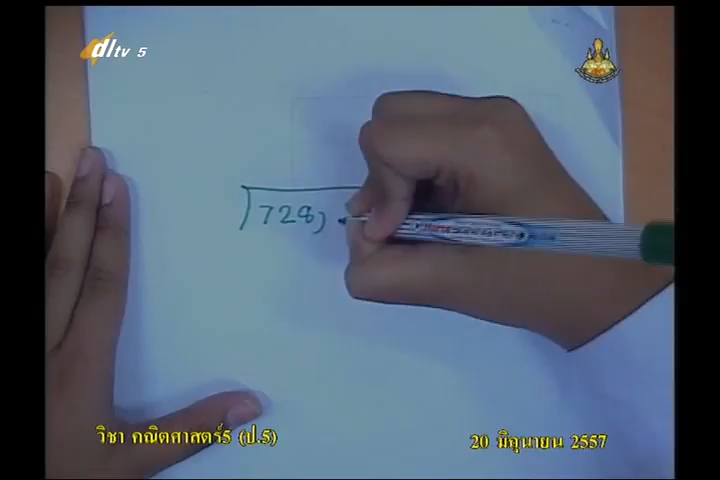 dltv 5
728,
วิชา คณิตศาสตร์5 (ป.5)
20 มิถุนายน 2557